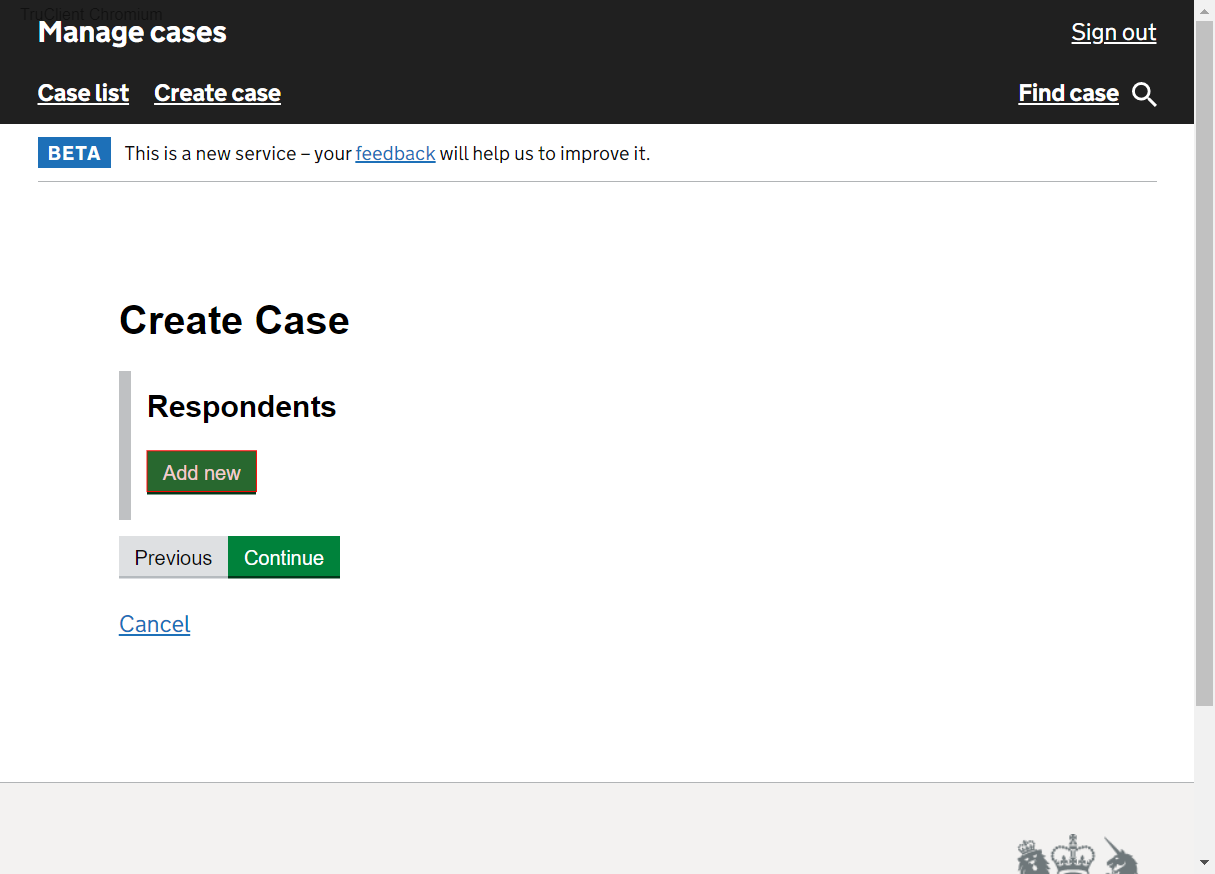 TruClient Chromium
Manage cases
Sign out
Case list Create case
Find case
BETA This is a new service – your feedback will help us to improve it.
Create Case
Respondents
Add new
Previous Continue
Cancel